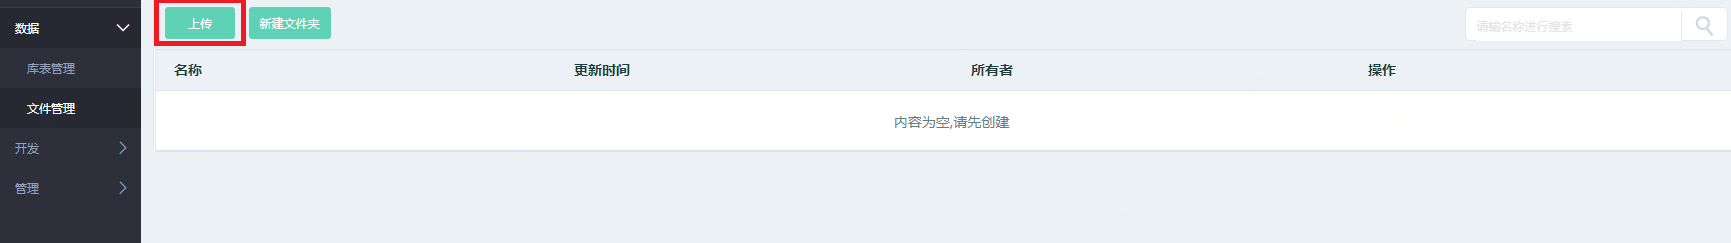 上传 新建文件夹 请输名称进行搜索
数据
库表管理
文件管理
开发
管理
名称 更新时间 所有者 操作
内容为空,请先创建